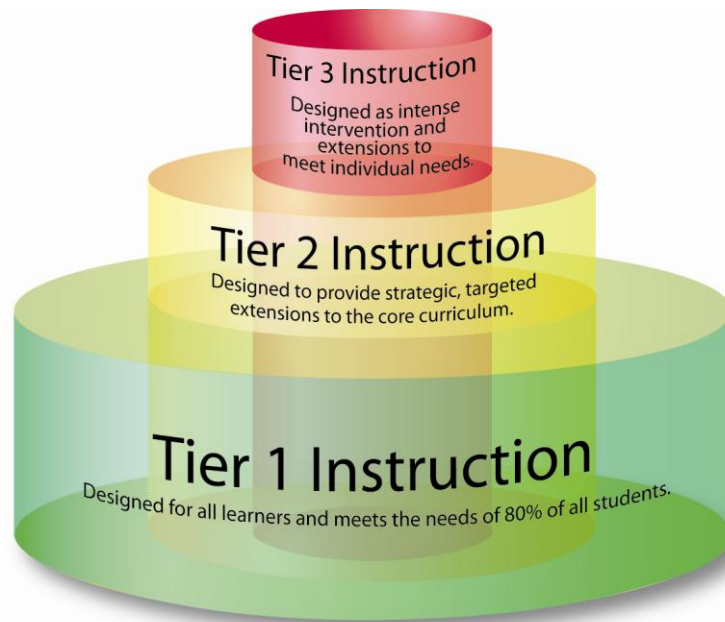 Tier 3 Instruction
Designed as intense
intervention and
extensions to
meet individual needs.
Tier 2 Instruction
Designed to provide strategic, targeted
extensions to the core curriculum.
Tier 1 Instruction
Designed for all learners and meets the needs of 80% of all students.